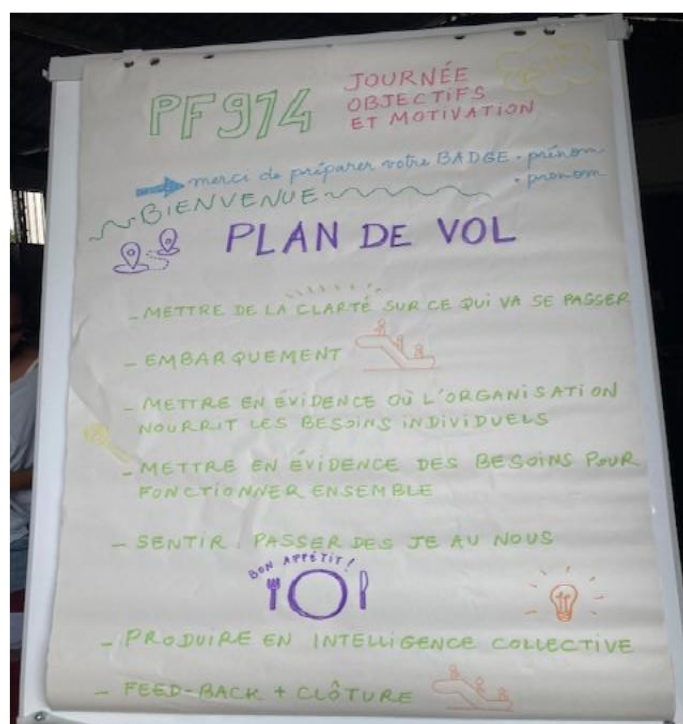 PF974
JOURNÉE
OBJECTIFS
ET MOTIVATION
merci de préparer votre BADGE • prénom
• pronom
BIENVENUE
PLAN DE VOL
- METTRE DE LA CLARTÉ SUR CE QUI VA SE PASSER
- EMBARQUEMENT
- METTRE EN ÉVIDENCE OÙ L'ORGANISATION
NOURRIT LES BESOINS INDIVIDUELS
- METTRE EN ÉVIDENCE DES BESOINS POUR
FONCTIONNER ENSEMBLE
- SENTIR : PASSER DES JE AU NOUS
BON APPÉTIT !
- PRODUIRE EN INTELLIGENCE COLLECTIVE
- FEED-BACK + CLÔTURE